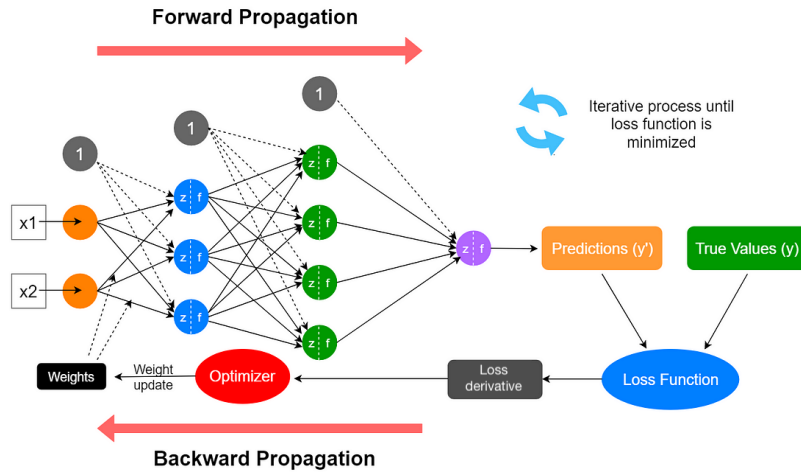 Forward Propagation
1
1
1
Iterative process until
loss function is
minimized
z f
z f
x1
z f
z f
z f
Predictions (y')
True Values (y)
z f
x2
z f
z f
z f
Weights
Weight
update
Optimizer
Loss
derivative
Loss Function
Backward Propagation